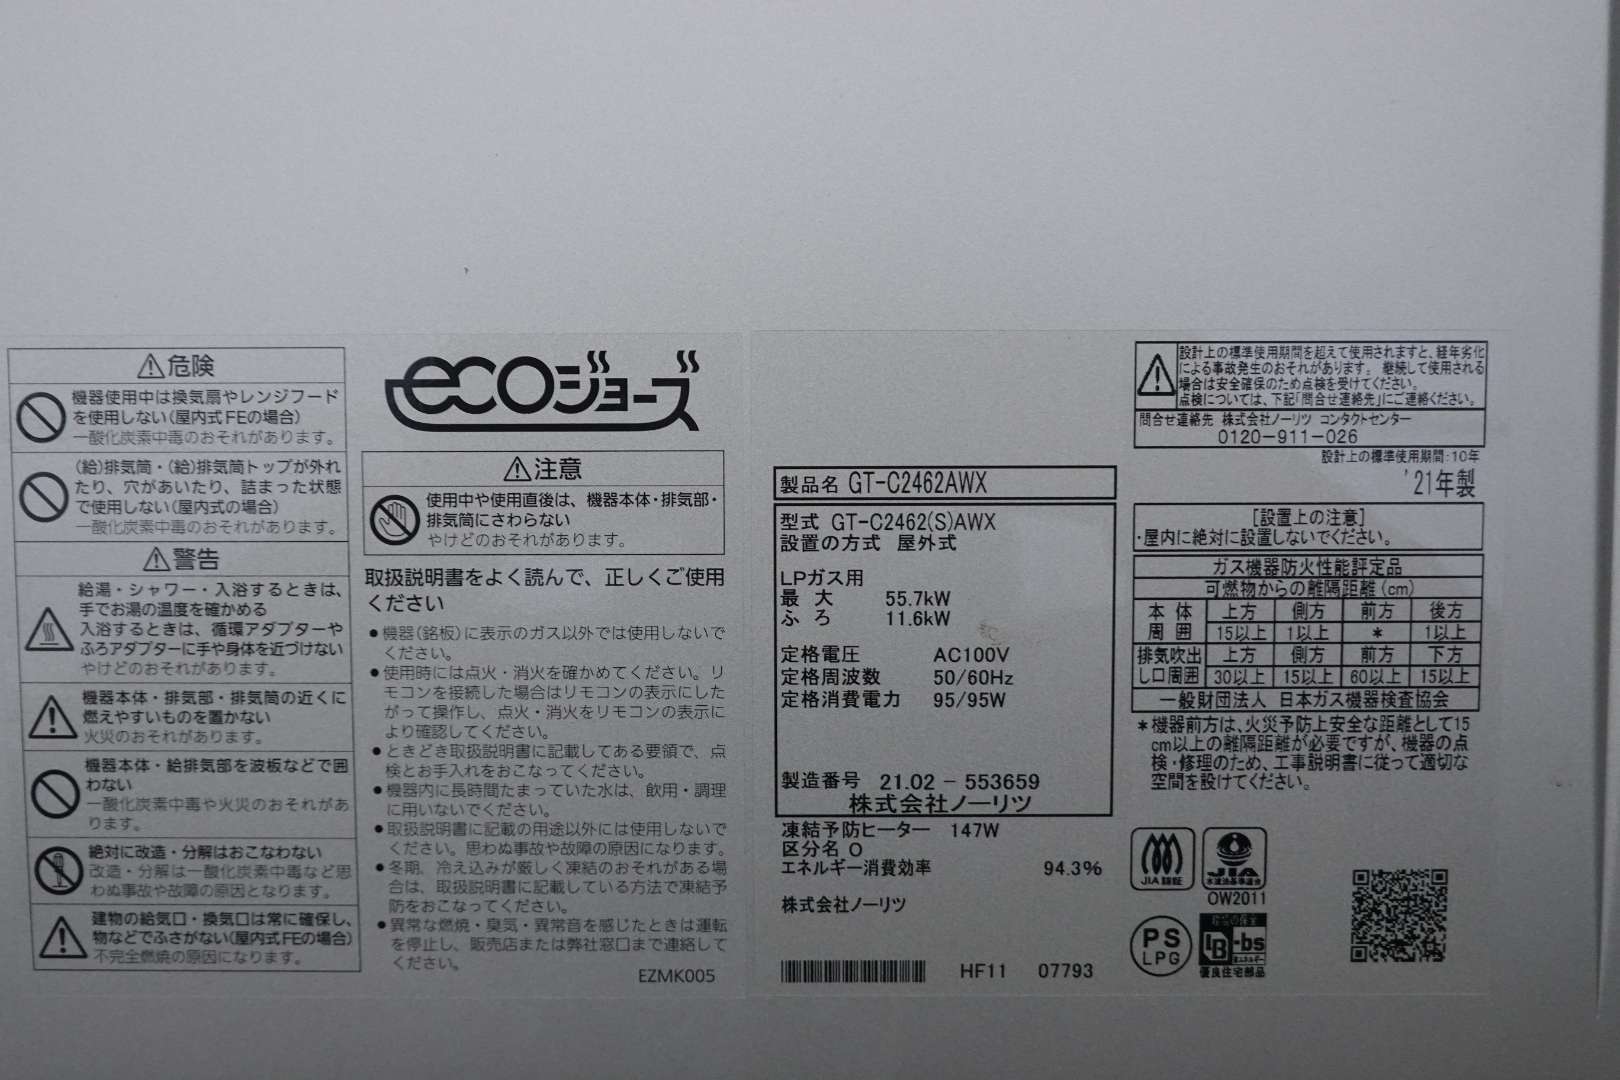 危険
機器使用中は換気扇やレンジフード
を使用しない(屋内式FEの場合)
一酸化炭素中毒のおそれがあります。
(給)排気筒・(給)排気筒トップが外れ
たり、穴があいたり、詰まった状態
で使用しない(屋内式の場合)
一酸化炭素中毒のおそれがあります。
警告
給湯・シャワー・入浴するときは、
手でお湯の温度を確かめる
入浴するときは、循環アダプターや
ふろアダプターに手や身体を近づけない
やけどのおそれがあります。
機器本体・排気部・排気筒の近くに
燃えやすいものを置かない
火災のおそれがあります。
機器本体・給排気部を波板などで囲
わない
一酸化炭素中毒や火災のおそれがあ
ります。
絶対に改造・分解はおこなわない
改造・分解は一酸化炭素中毒など思
わぬ事故や故障の原因となります。
建物の給気口・換気口は常に確保し、
物などでふさがない(屋内式FEの場合)
不完全燃焼の原因になります。
ecoジョーズ
注意
使用中や使用直後は、機器本体・排気部・
排気筒にさわらない
やけどのおそれがあります。
取扱説明書をよく読んで、正しくご使用
ください
●機器(銘板)に表示のガス以外では使用しないで
ください。
●使用時には点火・消火を確かめてください。リ
モコンを接続した場合はリモコンの表示にした
がって操作し、点火・消火をリモコンの表示に
より確認してください。
●ときどき取扱説明書に記載してある要領で、点
検とお手入れをおこなってください。
●機器内に長時間たまっていた水は、飲用・調理
に用いないでください。
●取扱説明書に記載の用途以外には使用しないで
ください。思わぬ事故や故障の原因になります。
●冬期、冷え込みが厳しく凍結のおそれがある場
合は、取扱説明書に記載している方法で凍結予
防をおこなってください。
●異常な燃焼・臭気・異常音を感じたときは運転
を停止し、販売店または弊社窓口まで連絡して
ください。
EZMK005
製品名 GT-C2462AWX
型式 GT-C2462(S)AWX
設置の方式 屋外式
LPガス用
最 大 55.7kW
ふ ろ 11.6kW
定格電圧 AC100V
定格周波数 50/60Hz
定格消費電力 95/95W
製造番号 21.02 - 553659
株式会社ノーリツ
凍結予防ヒーター 147W
区分名 O
エネルギー消費効率 94.3%
株式会社ノーリツ
HF11 07793
設計上の標準使用期間を超えて使用されますと、経年劣化
による事故発生のおそれがあります。継続して使用される
場合は安全確保のため点検を受けてください。
点検については、下記「問合せ連絡先」にご連絡ください。
問合せ連絡先 株式会社ノーリツ コンタクトセンター
0120-911-026
設計上の標準使用期間:10年
'21年製
[設置上の注意]
・屋内に絶対に設置しないでください。
ガス機器防火性能評定品
可燃物からの離隔距離(cm)
本体周囲 上方 側方 前方 後方
15以上 1以上 * 1以上
排気吹出し口周囲 上方 側方 前方 下方
30以上 15以上 60以上 15以上
一般財団法人 日本ガス機器検査協会
*機器前方は、火災予防上安全な距離として15
cm以上の離隔距離が必要ですが、機器の点
検・修理のため、工事説明書に従って適切な
空間を設けてください。
JIA認証
JIA
水道法基準適合
OW2011
PS
LPG
BL-bs
優良住宅部品